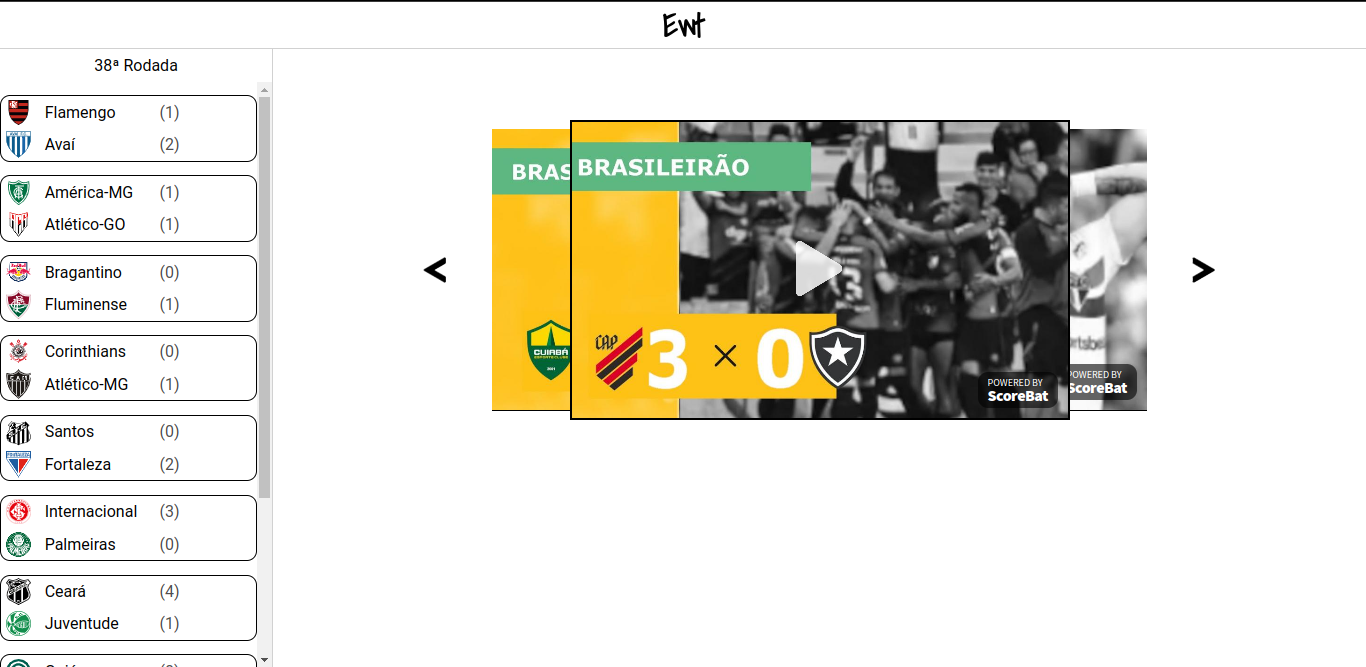 Ewt
38ª Rodada
Flamengo (1)
Avaí (2)
América-MG (1)
Atlético-GO (1)
Bragantino (0)
Fluminense (1)
Corinthians (0)
Atlético-MG (1)
Santos (0)
Fortaleza (2)
Internacional (3)
Palmeiras (0)
Ceará (4)
Juventude (1)
<
BRAS
BRASILEIRÃO
CUIABÁ
CAP
3 × 0
POWERED BY
ScoreBat
POWERED BY
ScoreBat
>